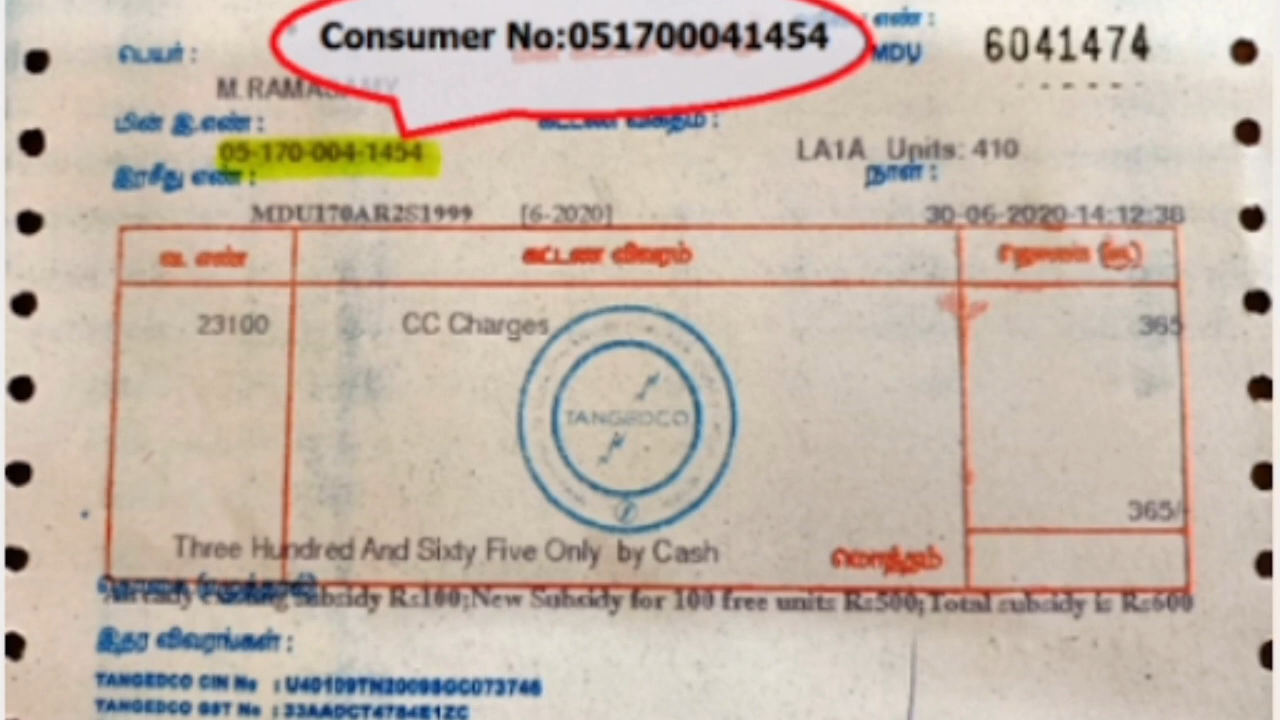 Consumer No:051700041454
எண் :
பெயர் :
MDU
6041474
M.RAMASAMY
மின் இ.எண் :
கட்டண விகிதம் :
05-170-004-1454
LA1A Units: 410
இரசீது எண் :
நாள் :
MDU170AR2S1999 [6-2020]
30-06-2020-14:12:38
வ. எண்
கட்டண விவரம்
(ரூ)
23100
CC Charges
365
TANGEDCO
365/-
Three Hundred And Sixty Five Only by Cash
மொத்தம்
Already existing subsidy Rs100;New Subsidy for 100 free units Rs500;Total subsidy is Rs600
இதர விவரங்கள் :
TANGEDCO CIN No : U40109TN2009SGC073746
TANGEDCO GST No : 33AADCT4784E1ZC